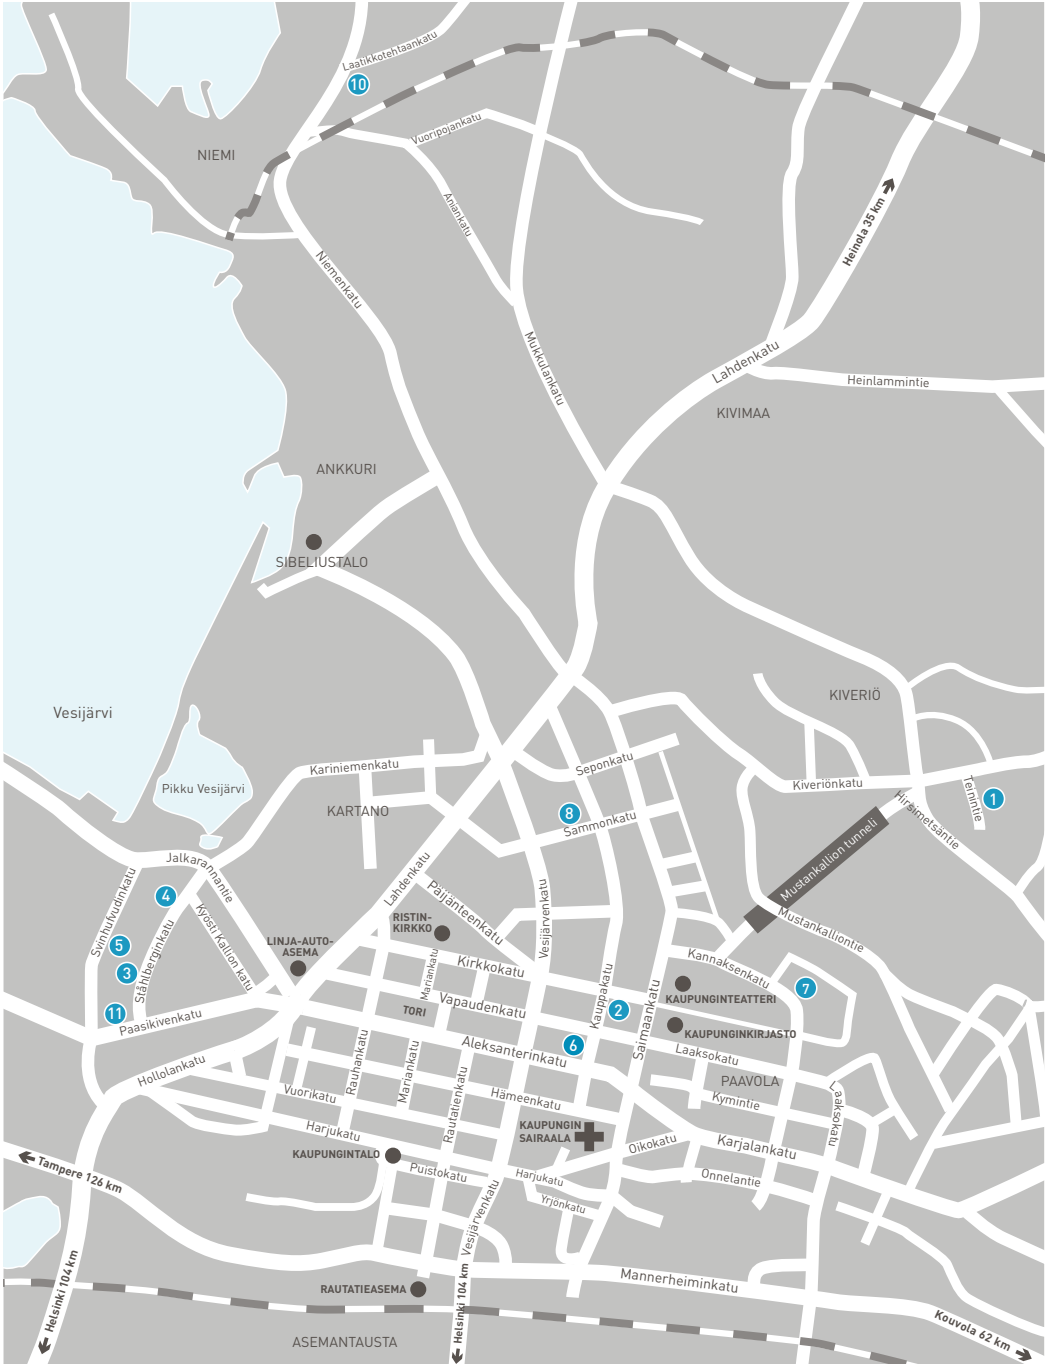 Laatikkotehtaankatu
10
Vuoripojankatu
NIEMI
Aniankatu
Heinola 35 km
Niemenkatu
Mukkulankatu
Lahdenkatu
Heinlammintie
KIVIMAA
ANKKURI
SIBELIUSTALO
KIVERIÖ
Vesijärvi
Seponkatu
Kariniemenkatu
Pikku Vesijärvi
Kiveriönkatu
Teinintie
1
KARTANO
8
Sammonkatu
Hirsimetsäntie
Mustankallion tunneli
Jalkarannantie
Lahdenkatu
Päijänteenkatu
4
Svinhufvudinkatu
Kyösti Kallion katu
Ståhlberginkatu
RISTIN-
KIRKKO
Vesijärvenkatu
Mustankalliontie
5
LINJA-AUTO-
ASEMA
3
Mariankatu
Kirkkokatu
Kannaksenkatu
7
KAUPUNGINTEATTERI
Kauppakatu
2
Saimaankatu
11
Paasikivenkatu
TORI
Vapaudenkatu
KAUPUNGINKIRJASTO
Aleksanterinkatu
6
Laaksokatu
Rauhankatu
Mariankatu
Hollolankatu
PAAVOLA
Laaksokatu
Vuorikatu
Rautatienkatu
Hämeenkatu
Kymintie
Harjukatu
KAUPUNGIN
SAIRAALA
Oikokatu
Karjalankatu
KAUPUNGINTALO
Puistokatu
Harjukatu
Onnelantie
Tampere 126 km
Yrjönkatu
Vesijärvenkatu
Helsinki 104 km
Helsinki 104 km
RAUTATIEASEMA
Mannerheiminkatu
Kouvola 62 km
ASEMANTAUSTA